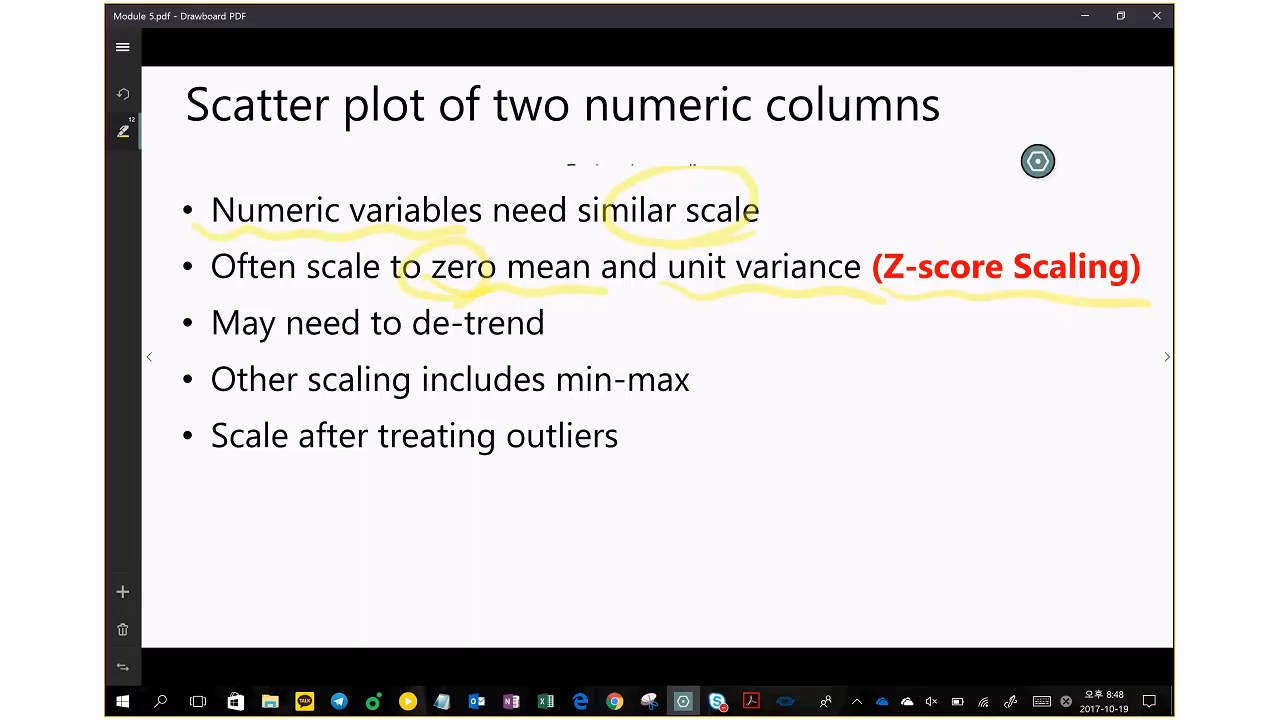 Module 5.pdf - Drawboard PDF
12
Scatter plot of two numeric columns
• Numeric variables need similar scale
• Often scale to zero mean and unit variance (Z-score Scaling)
• May need to de-trend
• Other scaling includes min-max
• Scale after treating outliers
TALK
오후 8:48
2017-10-19